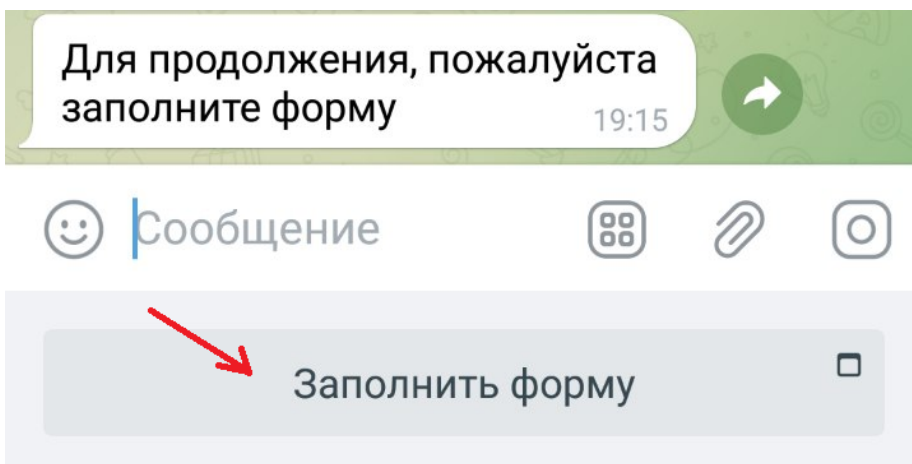 Для продолжения, пожалуйста
заполните форму
19:15
Сообщение
Заполнить форму